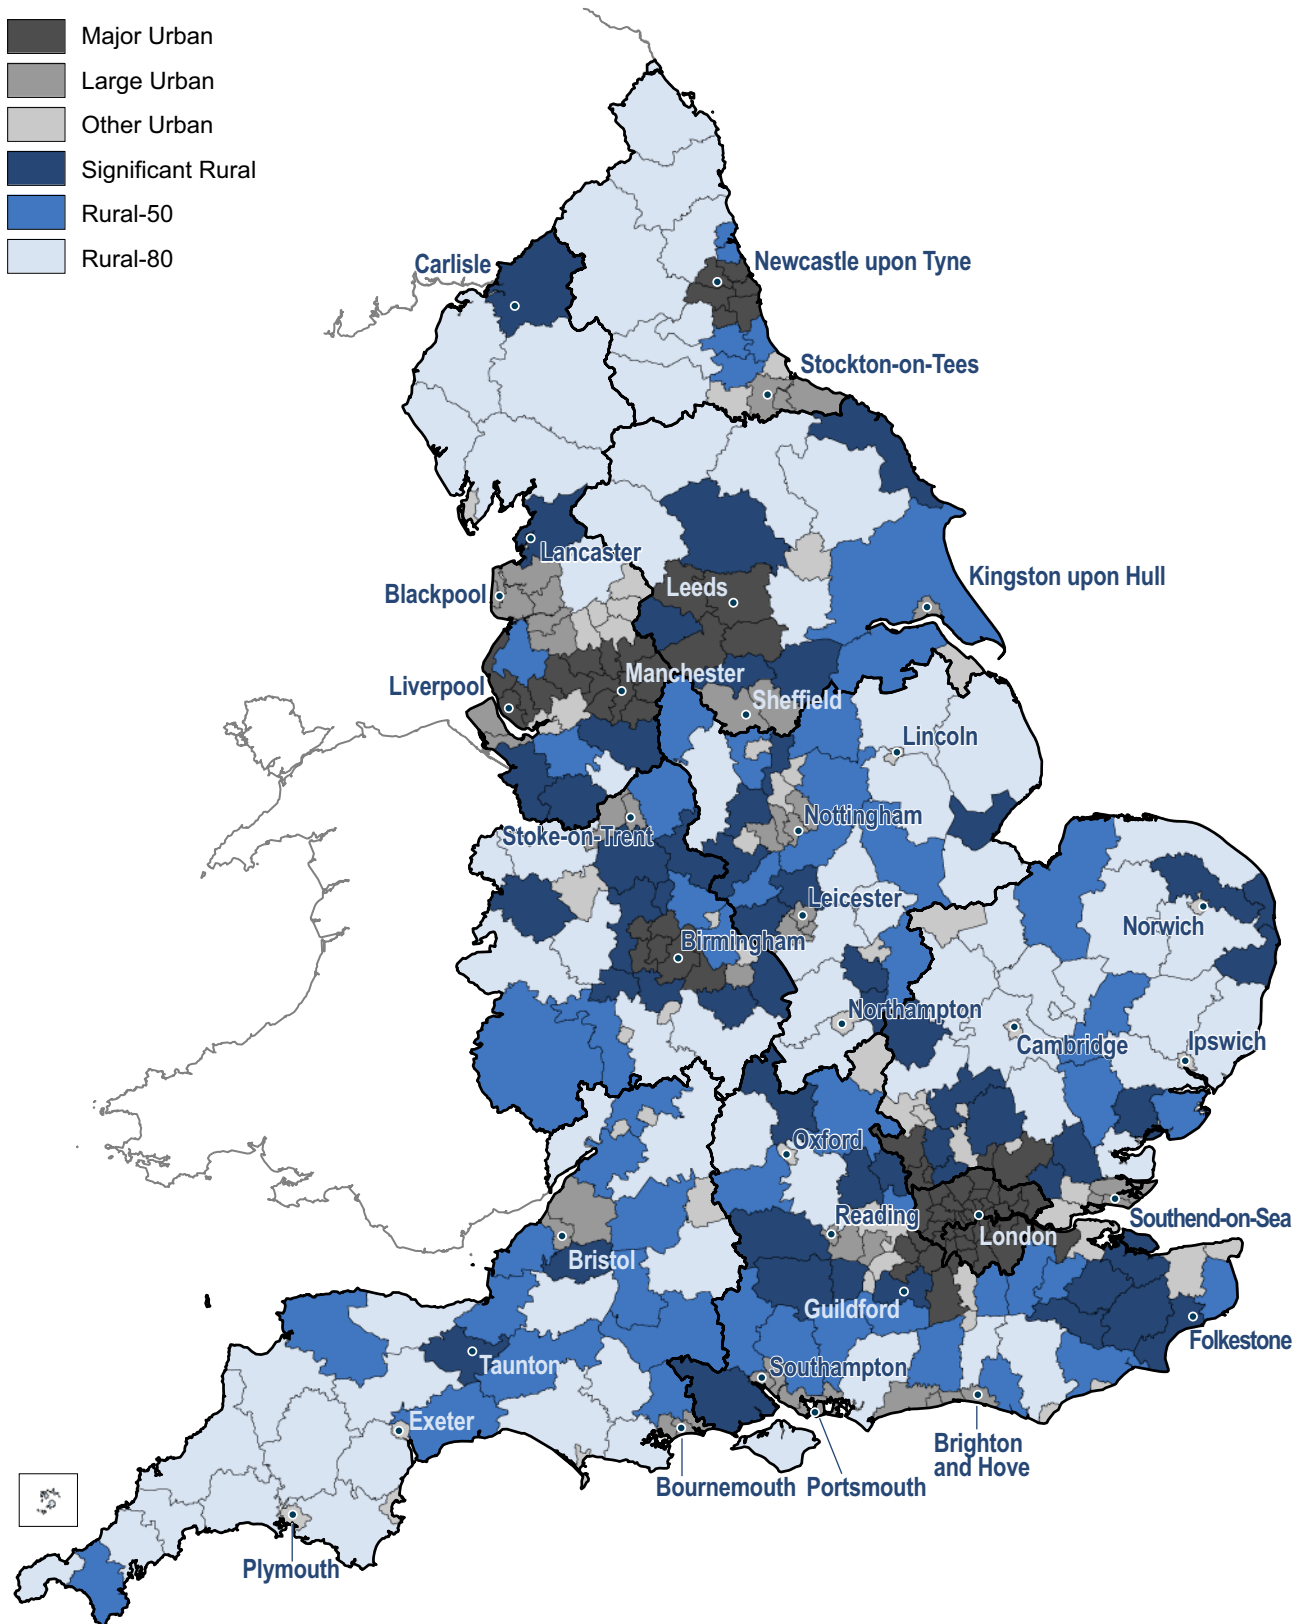 Major Urban
Large Urban
Other Urban
Significant Rural
Rural-50
Rural-80
Carlisle
Newcastle upon Tyne
Stockton-on-Tees
Lancaster
Blackpool
Leeds
Kingston upon Hull
Liverpool
Manchester
Sheffield
Lincoln
Stoke-on-Trent
Nottingham
Leicester
Norwich
Birmingham
Northampton
Cambridge
Ipswich
Oxford
Reading
Southend-on-Sea
London
Bristol
Guildford
Folkestone
Taunton
Southampton
Exeter
Brighton
and Hove
Bournemouth
Portsmouth
Plymouth